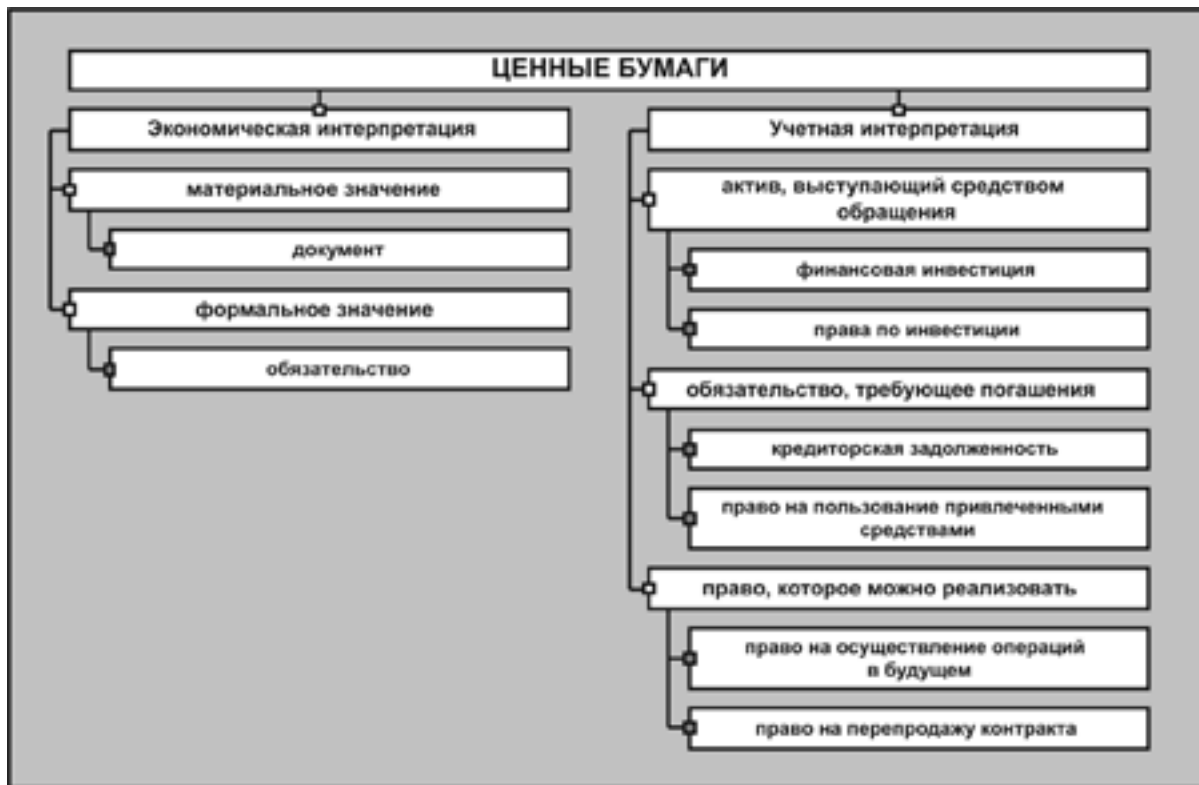 ЦЕННЫЕ БУМАГИ
Экономическая интерпретация
материальное значение
документ
формальное значение
обязательство
Учетная интерпретация
актив, выступающий средством
обращения
финансовая инвестиция
права по инвестиции
обязательство, требующее погашения
кредиторская задолженность
право на пользование привлеченными
средствами
право, которое можно реализовать
право на осуществление операций
в будущем
право на перепродажу контракта